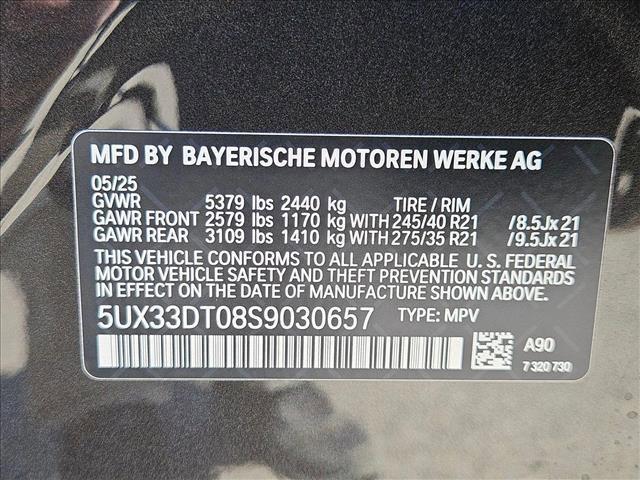 MFD BY BAYERISCHE MOTOREN WERKE AG
05/25
GVWR 5379 lbs 2440 kg TIRE / RIM
GAWR FRONT 2579 lbs 1170 kg WITH 245/40 R21 /8.5Jx21
GAWR REAR 3109 lbs 1410 kg WITH 275/35 R21 /9.5Jx21
THIS VEHICLE CONFORMS TO ALL APPLICABLE U. S. FEDERAL
MOTOR VEHICLE SAFETY AND THEFT PREVENTION STANDARDS
IN EFFECT ON THE DATE OF MANUFACTURE SHOWN ABOVE.
5UX33DT08S9030657 TYPE: MPV
A90
7 320 730